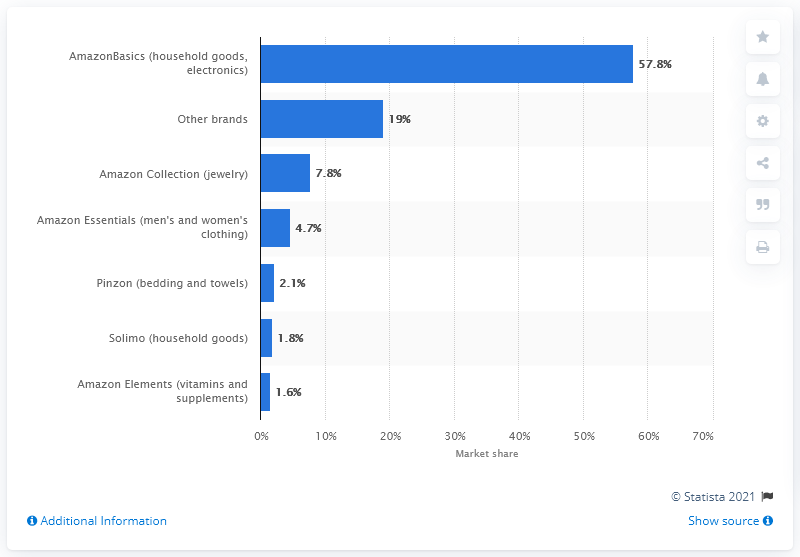 AmazonBasics (household goods,
electronics)
57.8%
Other brands
19%
Amazon Collection (jewelry)
7.8%
Amazon Essentials (men's and women's
clothing)
4.7%
Pinzon (bedding and towels)
2.1%
Solimo (household goods)
1.8%
Amazon Elements (vitamins and
supplements)
1.6%
0% 10% 20% 30% 40% 50% 60% 70%
Market share
© Statista 2021
Additional Information
Show source